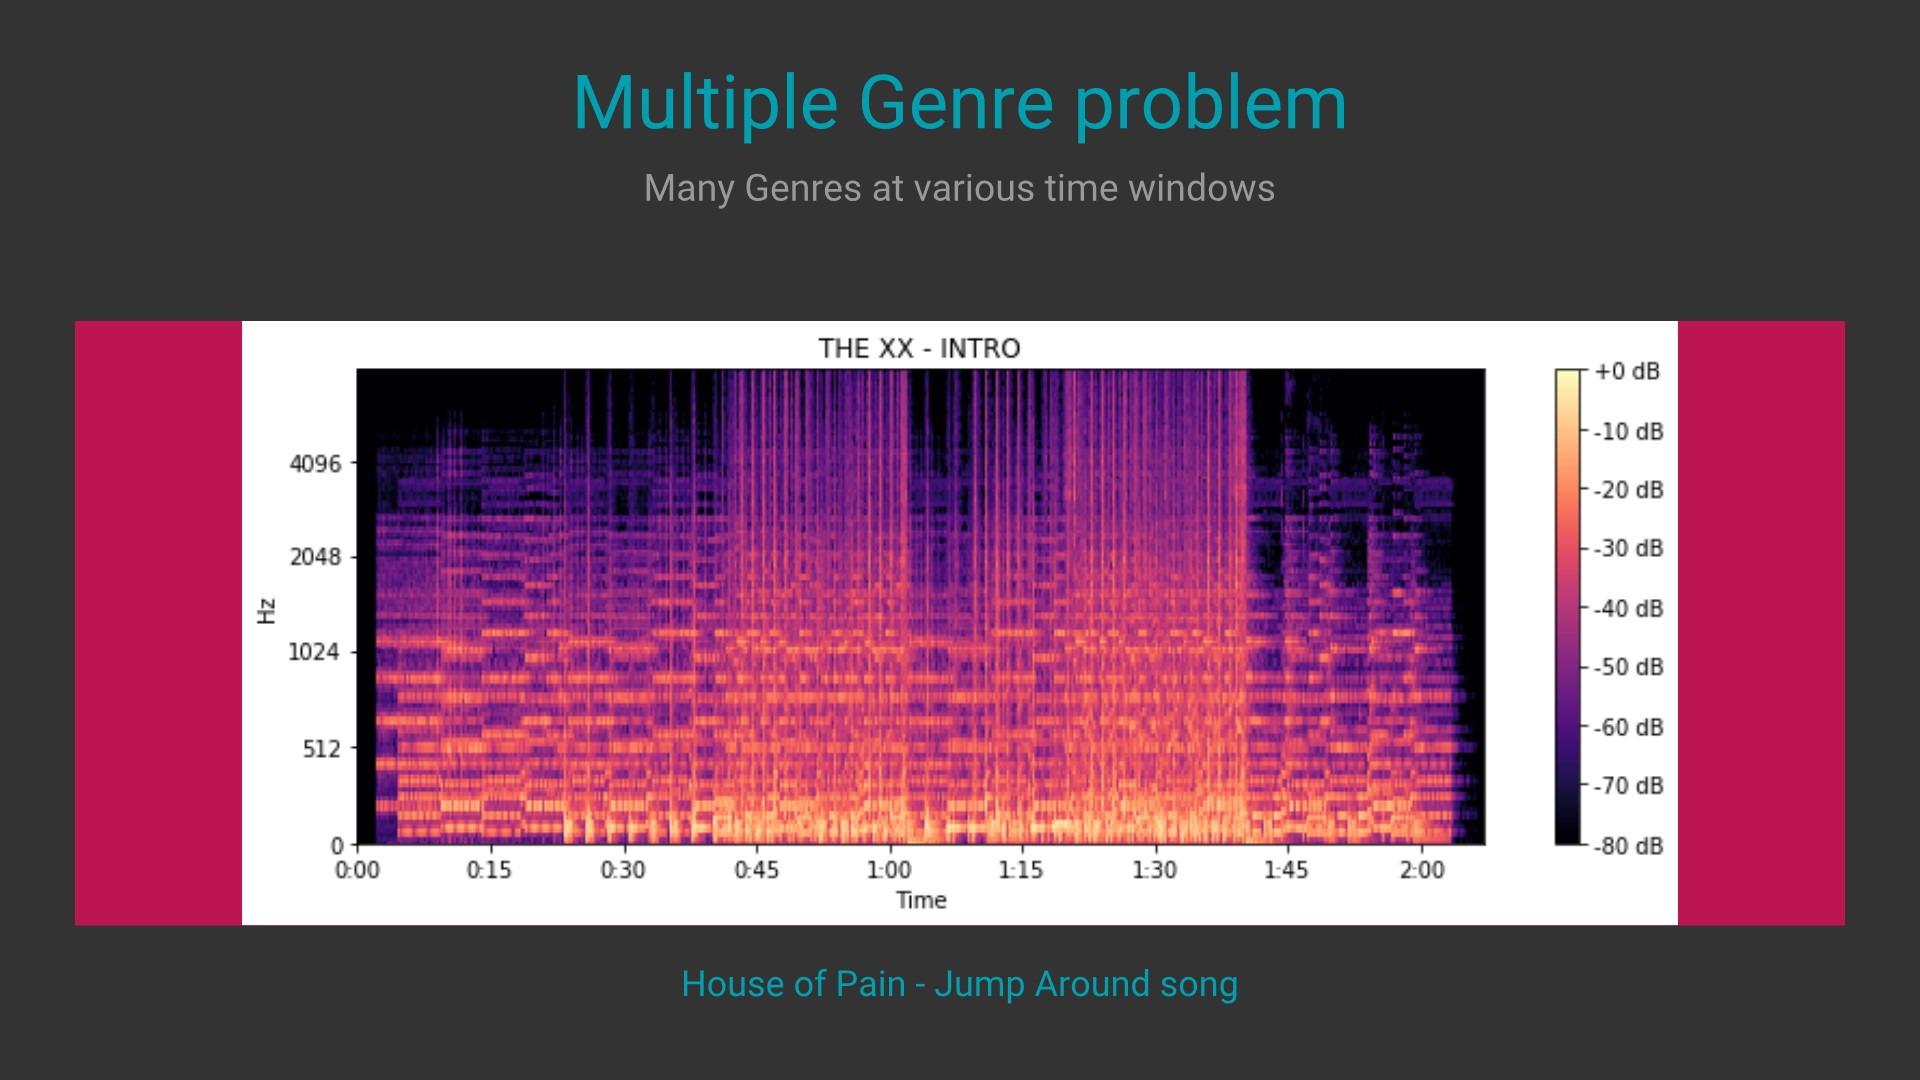 Multiple Genre problem
Many Genres at various time windows
THE XX - INTRO
Hz
4096
2048
1024
512
0
0:00 0:15 0:30 0:45 1:00 1:15 1:30 1:45 2:00
Time
+0 dB
-10 dB
-20 dB
-30 dB
-40 dB
-50 dB
-60 dB
-70 dB
-80 dB
House of Pain - Jump Around song